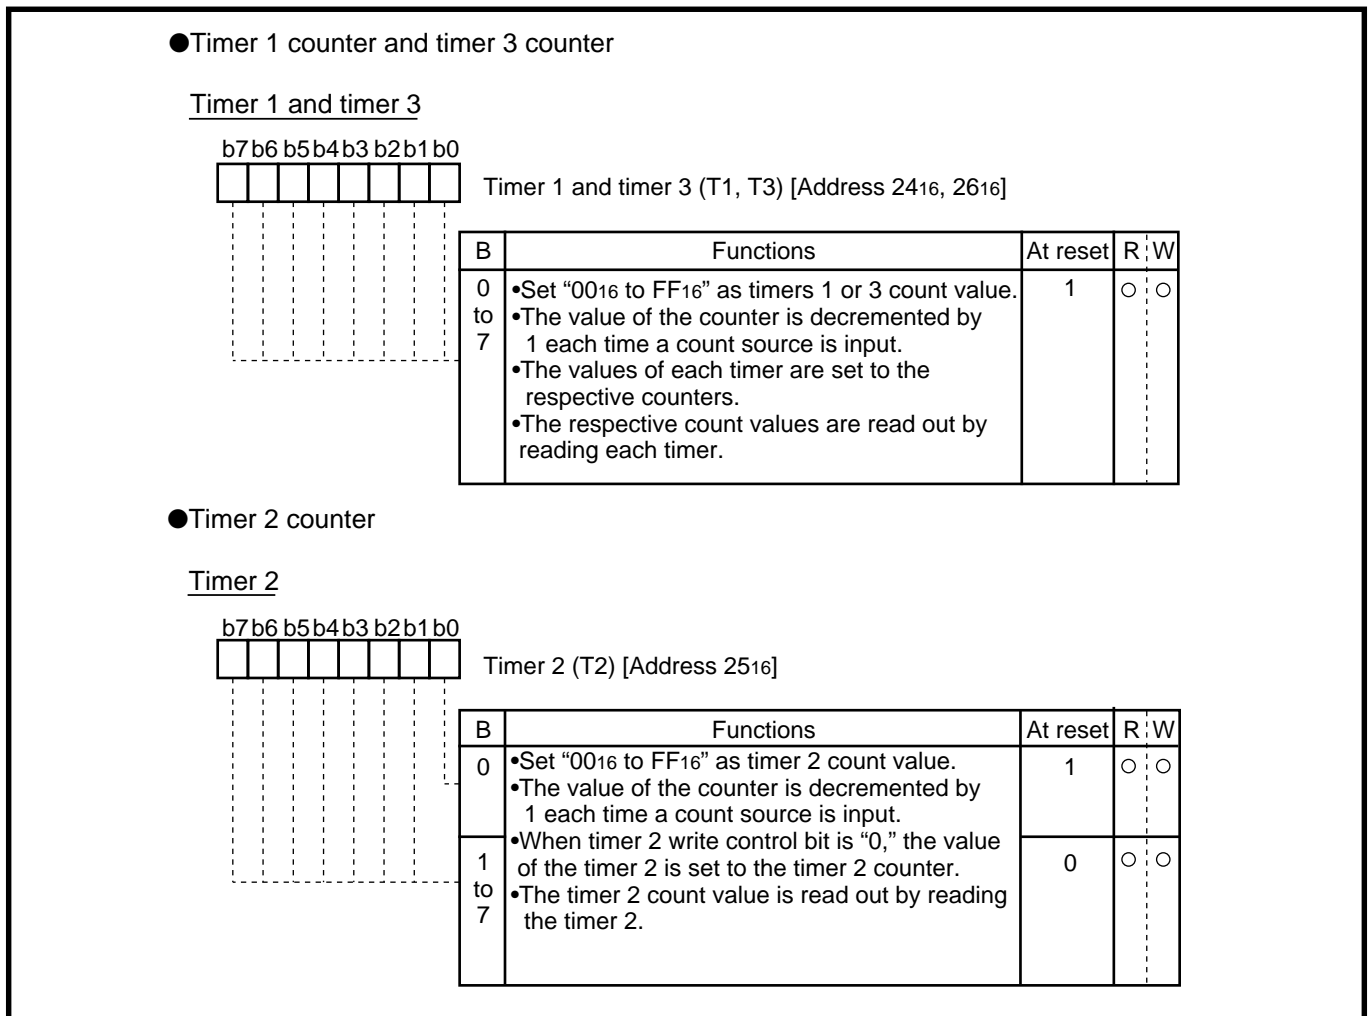 ●Timer 1 counter and timer 3 counter
Timer 1 and timer 3
b7 b6 b5 b4 b3 b2 b1 b0
Timer 1 and timer 3 (T1, T3) [Address 2416, 2616]
B Functions At reset R W
0 •Set “0016 to FF16” as timers 1 or 3 count value. 1 ○ ○
to •The value of the counter is decremented by
7 1 each time a count source is input.
•The values of each timer are set to the
respective counters.
•The respective count values are read out by
reading each timer.
●Timer 2 counter
Timer 2
b7 b6 b5 b4 b3 b2 b1 b0
Timer 2 (T2) [Address 2516]
B Functions At reset R W
0 •Set “0016 to FF16” as timer 2 count value. 1 ○ ○
•The value of the counter is decremented by
1 each time a count source is input.
•When timer 2 write control bit is “0,” the value
1 of the timer 2 is set to the timer 2 counter. 0 ○ ○
to •The timer 2 count value is read out by reading
7 the timer 2.